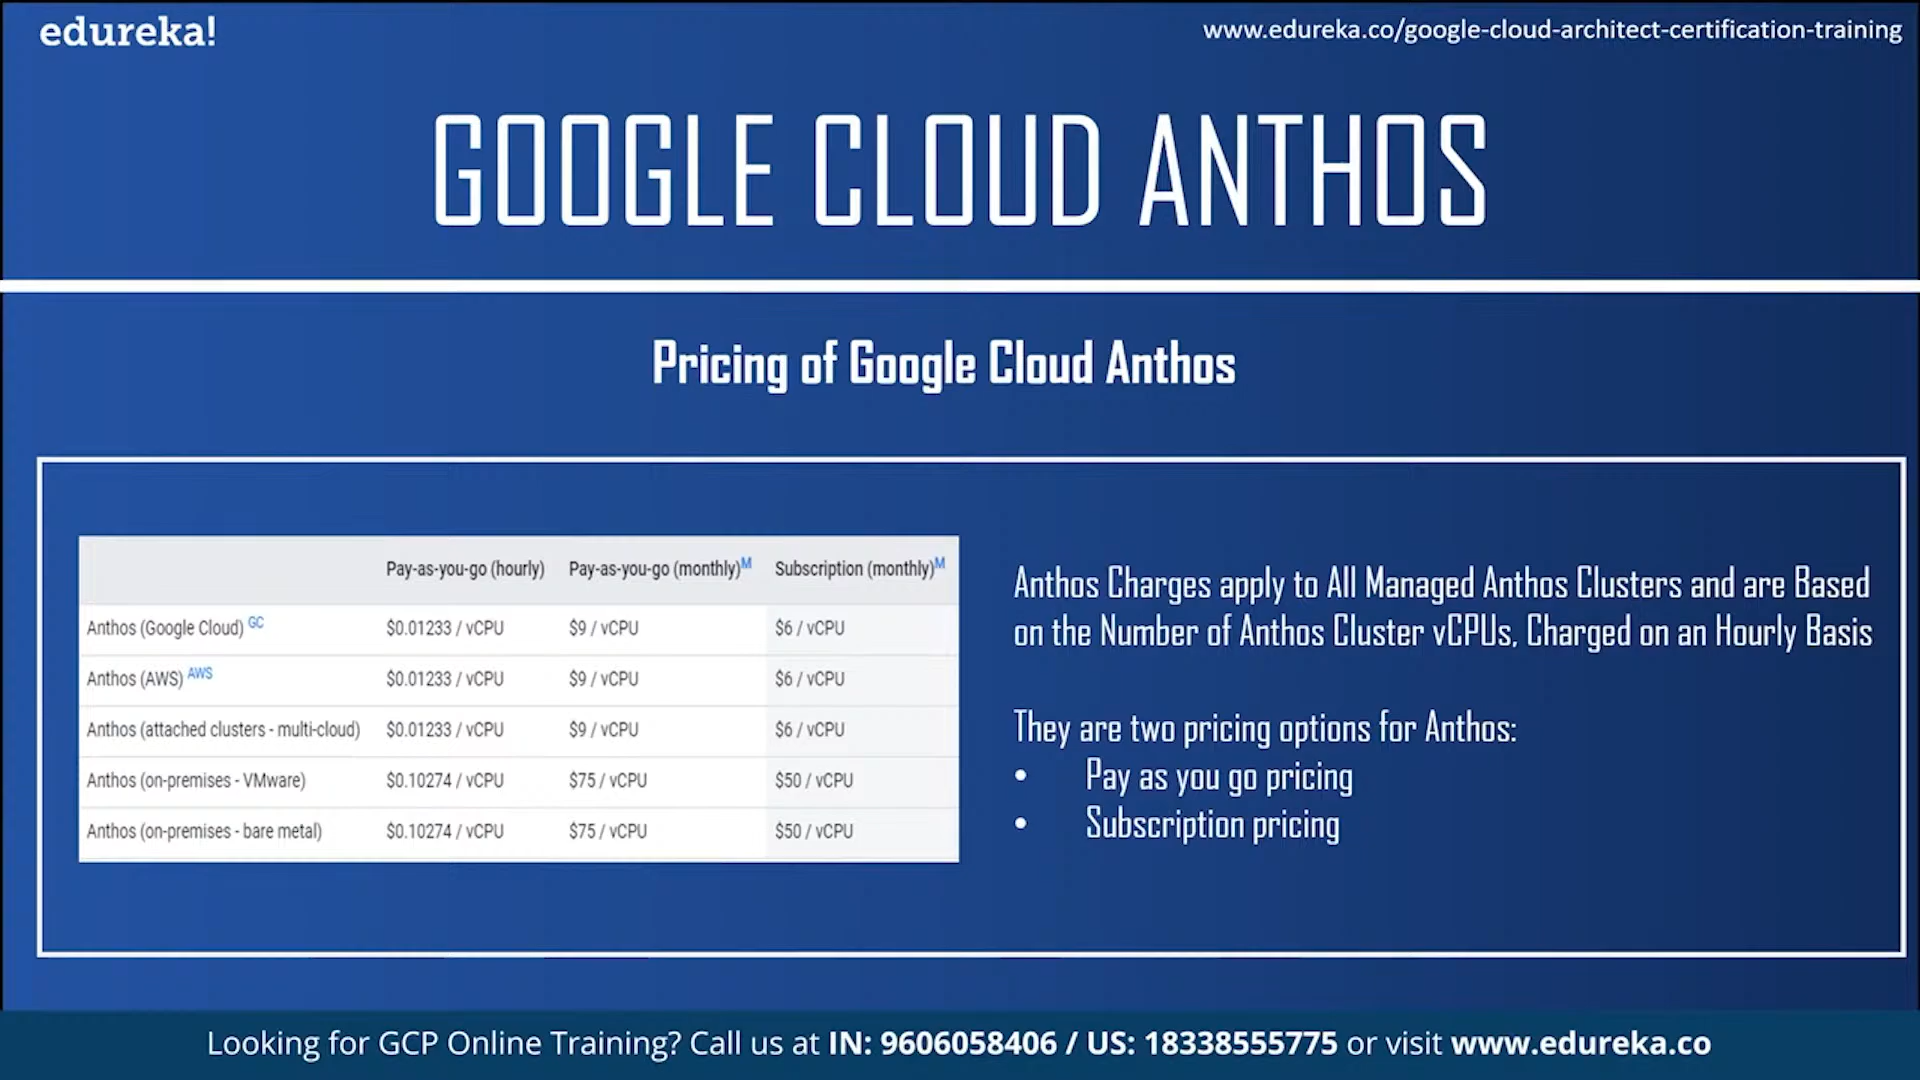 edureka!
www.edureka.co/google-cloud-architect-certification-training
GOOGLE CLOUD ANTHOS
Pricing of Google Cloud Anthos
Pay-as-you-go (hourly) Pay-as-you-go (monthly)M Subscription (monthly)M
Anthos (Google Cloud) GC $0.01233 / vCPU $9 / vCPU $6 / vCPU
Anthos (AWS) AWS $0.01233 / vCPU $9 / vCPU $6 / vCPU
Anthos (attached clusters - multi-cloud) $0.01233 / vCPU $9 / vCPU $6 / vCPU
Anthos (on-premises - VMware) $0.10274 / vCPU $75 / vCPU $50 / vCPU
Anthos (on-premises - bare metal) $0.10274 / vCPU $75 / vCPU $50 / vCPU
Anthos Charges apply to All Managed Anthos Clusters and are Based
on the Number of Anthos Cluster vCPUs, Charged on an Hourly Basis
They are two pricing options for Anthos:
• Pay as you go pricing
• Subscription pricing
Looking for GCP Online Training? Call us at IN: 9606058406 / US: 18338555775 or visit www.edureka.co